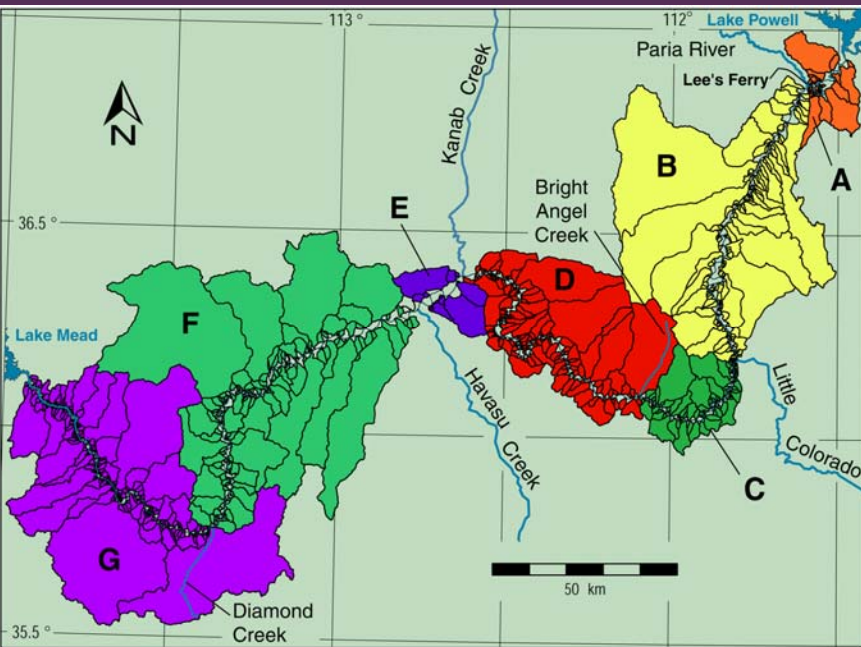 113 °
112°
Lake Powell
Paria River
Lee's Ferry
Kanab Creek
B
A
Bright
Angel
Creek
E
36.5 °
D
F
Lake Mead
Little
Colorado
Havasu Creek
C
G
50 km
Diamond
Creek
35.5 °